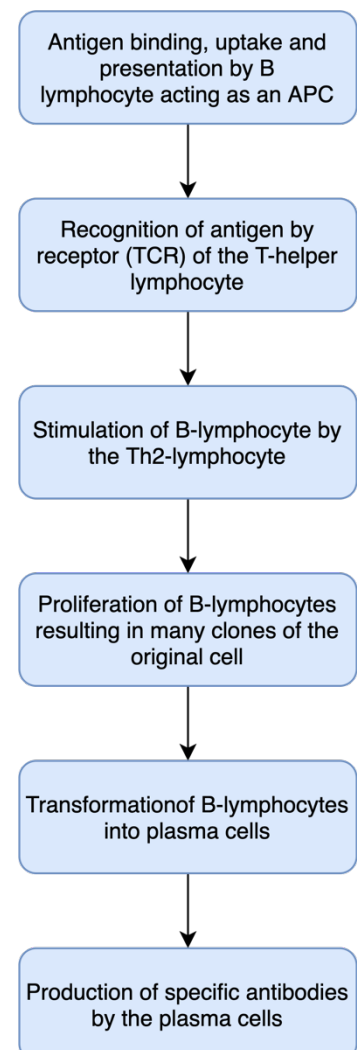 Antigen binding, uptake and
presentation by B
lymphocyte acting as an APC
Recognition of antigen by
receptor (TCR) of the T-helper
lymphocyte
Stimulation of B-lymphocyte by
the Th2-lymphocyte
Proliferation of B-lymphocytes
resulting in many clones of the
original cell
Transformationof B-lymphocytes
into plasma cells
Production of specific antibodies
by the plasma cells